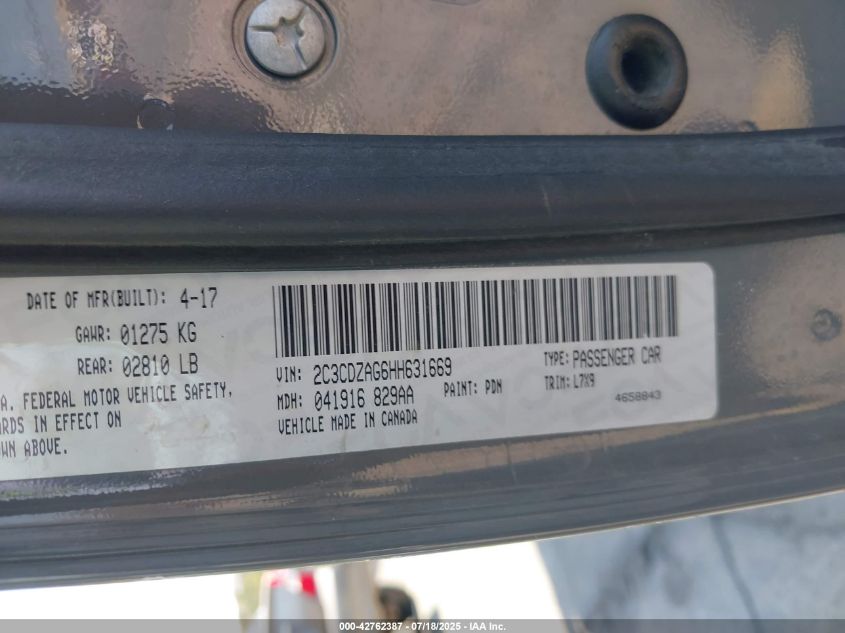 DATE OF MFR(BUILT): 4-17
GAWR: 01275 KG
REAR: 02810 LB
A. FEDERAL MOTOR VEHICLE SAFETY,
ARDS IN EFFECT ON
WN ABOVE.
VIN: 2C3CDZAG6HH631669
TYPE: PASSENGER CAR
MDH: 041916 829AA
PAINT: PDN
TRIM: L7X9
VEHICLE MADE IN CANADA
4658843
000-42762387 - 07/18/2025 - IAA Inc.